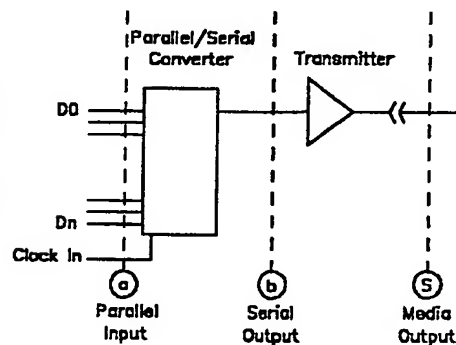 Parallel/Serial
Converter
Transmitter
D0
Dn
Clock In
a
b
S
Parallel
Input
Serial
Output
Media
Output